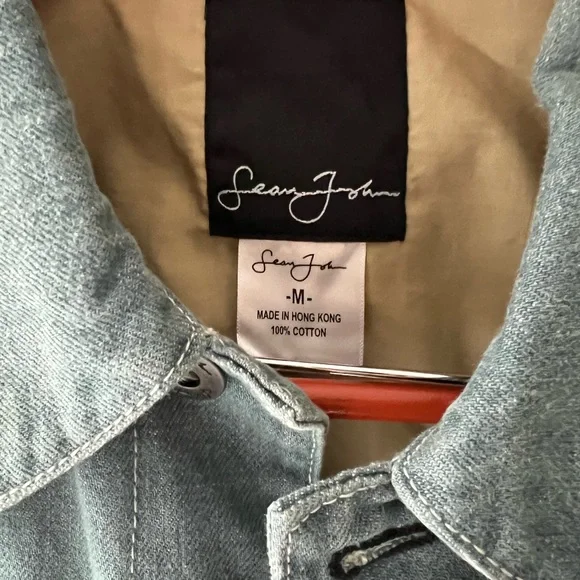 Sean John
Sean John
-M-
MADE IN HONG KONG
100% COTTON